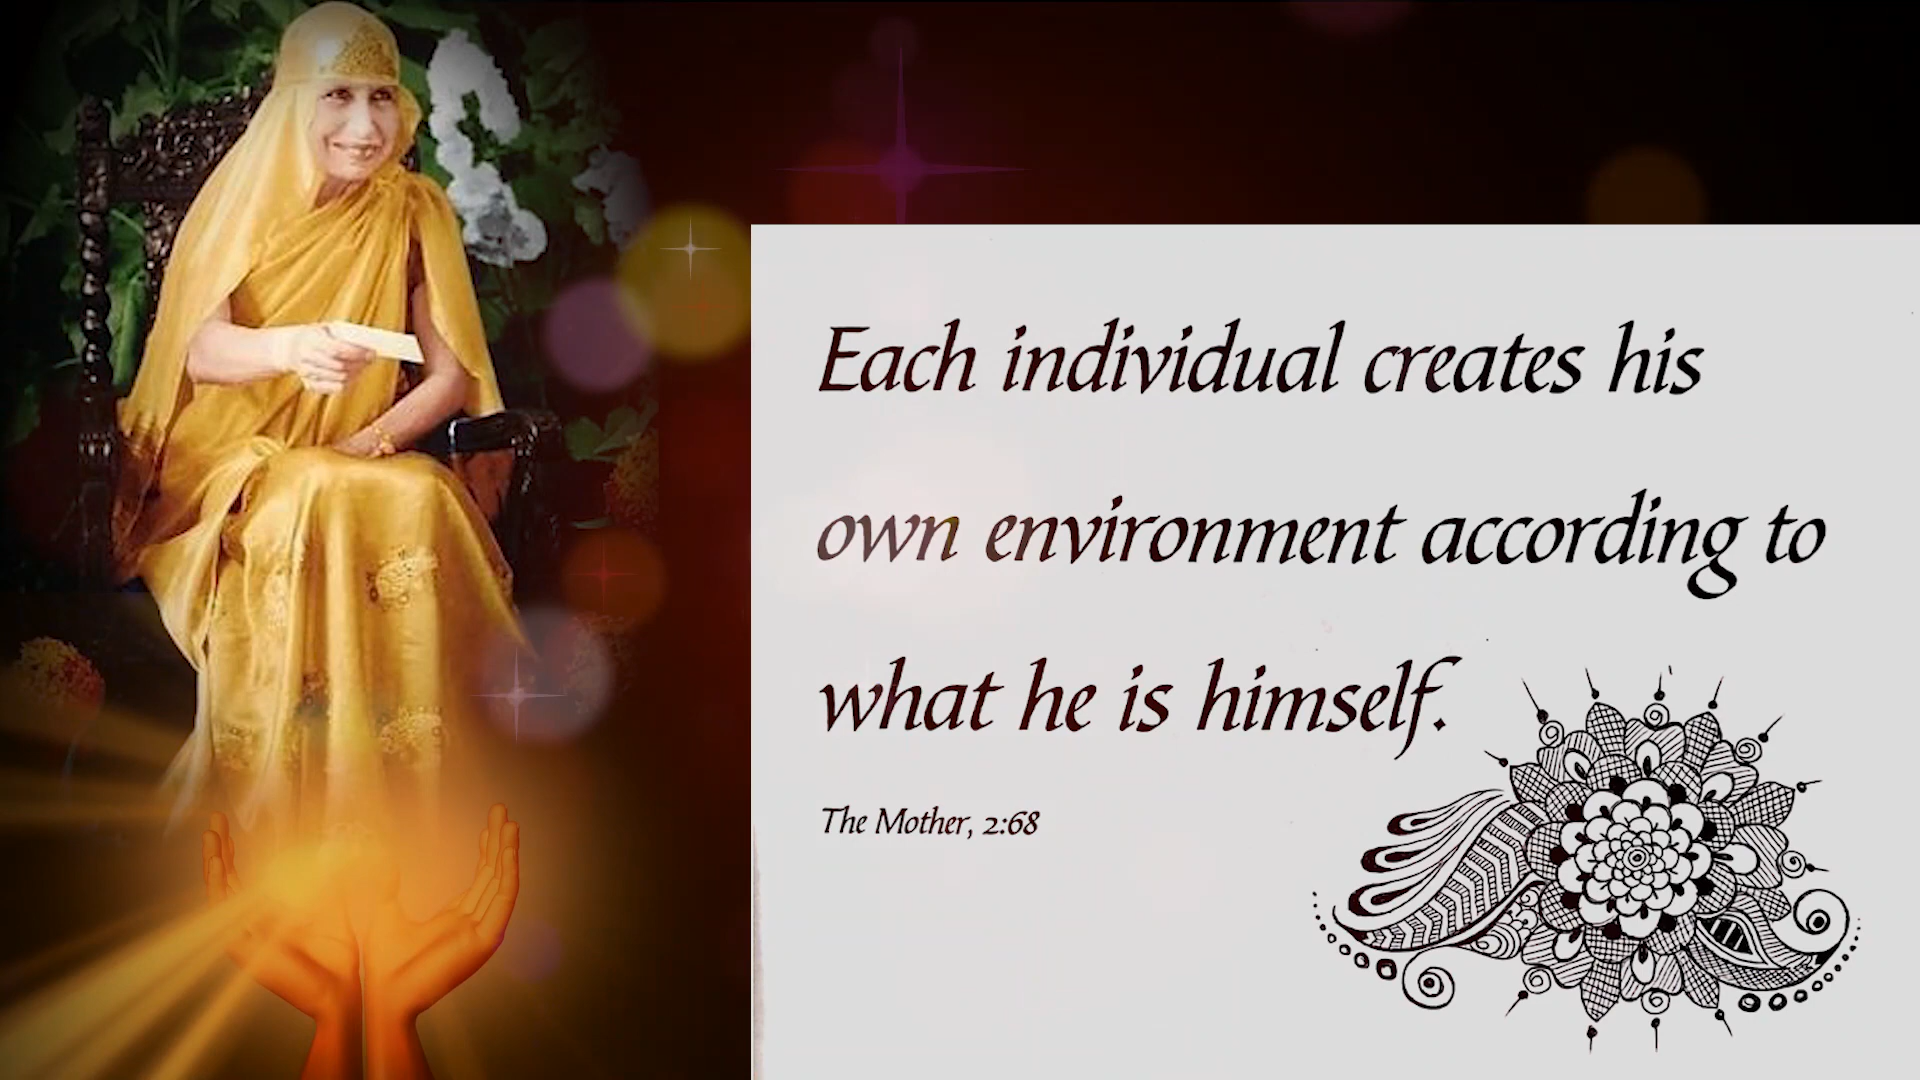 Each individual creates his
own environment according to
what he is himself.
The Mother, 2:68